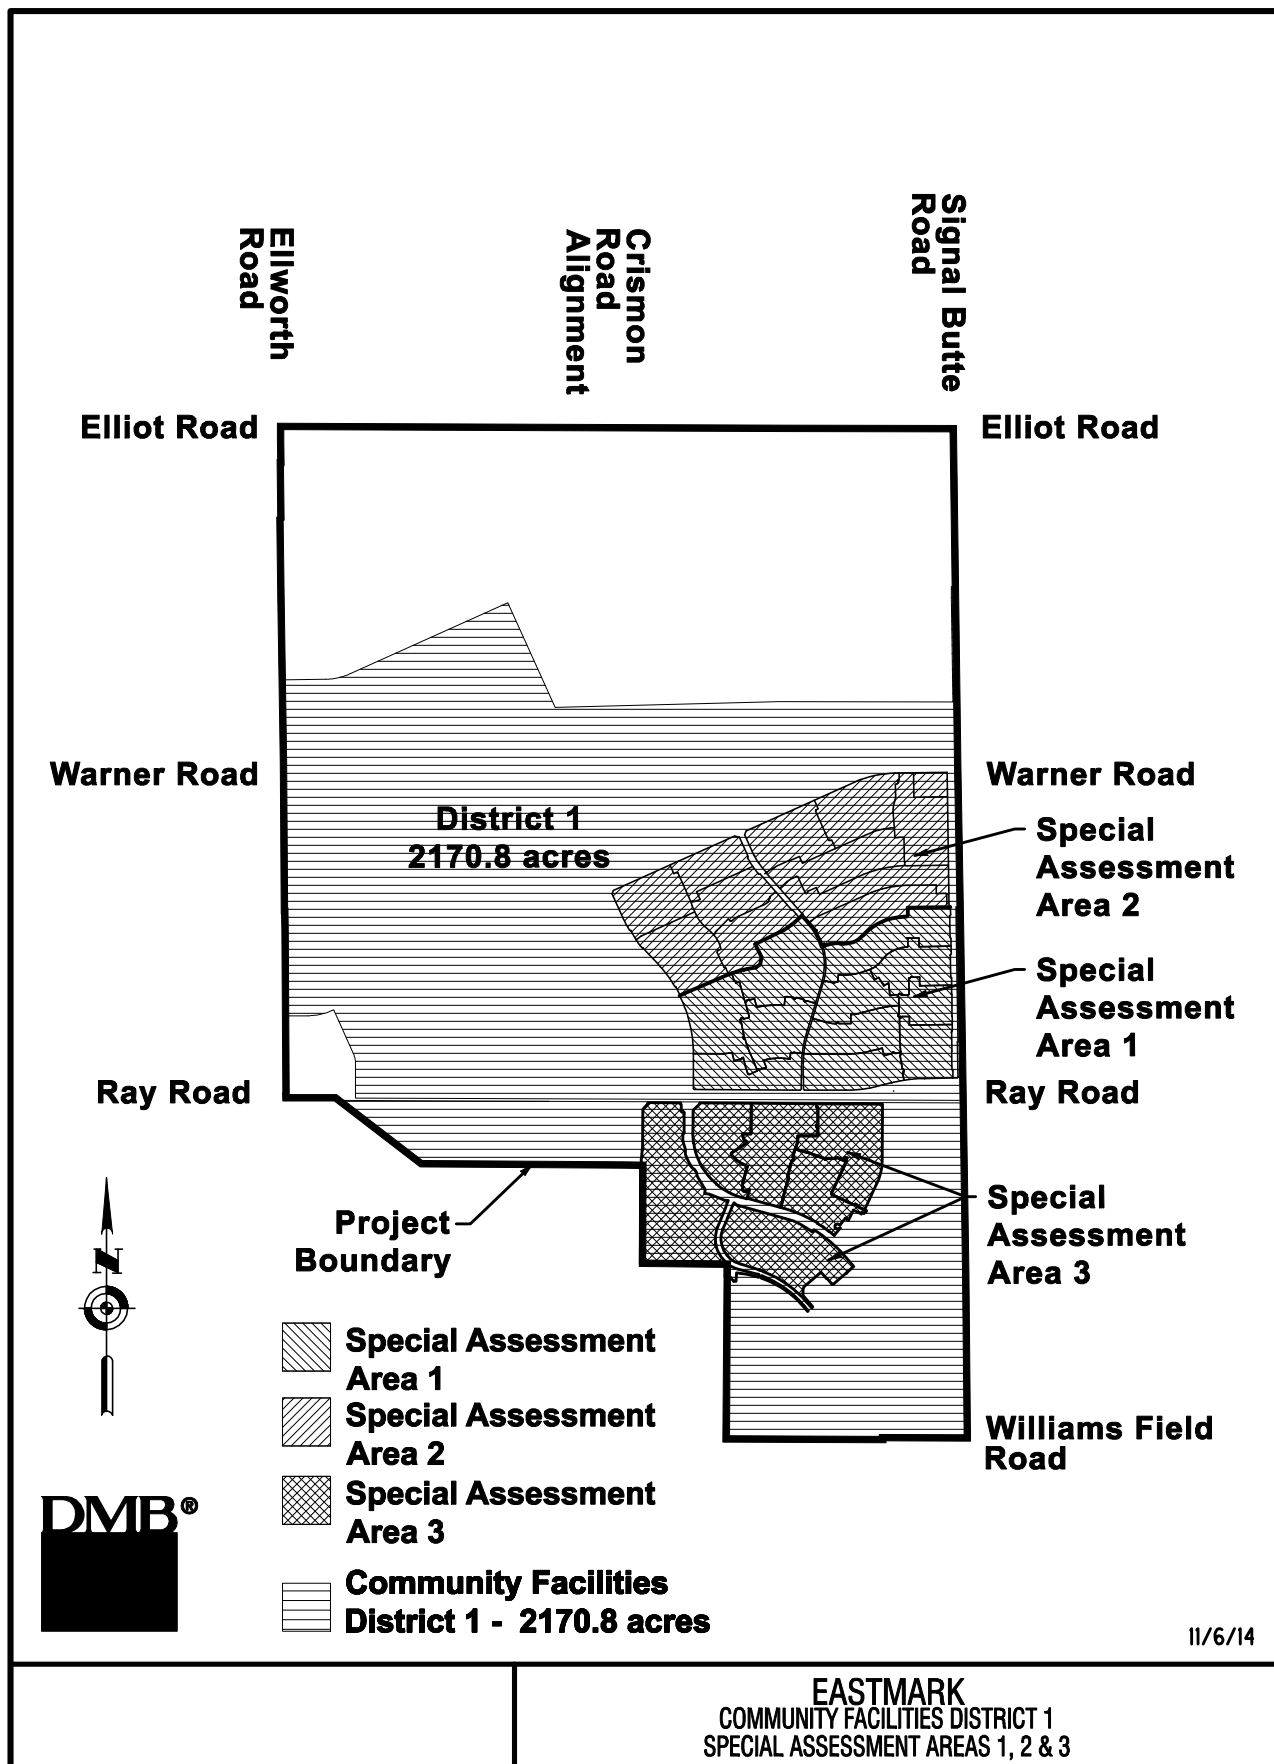 Ellworth
Road
Crismon
Road
Alignment
Signal Butte
Road
Elliot Road
Elliot Road
Warner Road
Warner Road
District 1
2170.8 acres
Special
Assessment
Area 2
Special
Assessment
Area 1
Ray Road
Ray Road
Special
Assessment
Area 3
Project
Boundary
N
Special Assessment
Area 1
Special Assessment
Area 2
Special Assessment
Area 3
Community Facilities
District 1 - 2170.8 acres
Williams Field
Road
DMB®
11/6/14
EASTMARK
COMMUNITY FACILITIES DISTRICT 1
SPECIAL ASSESSMENT AREAS 1, 2 & 3